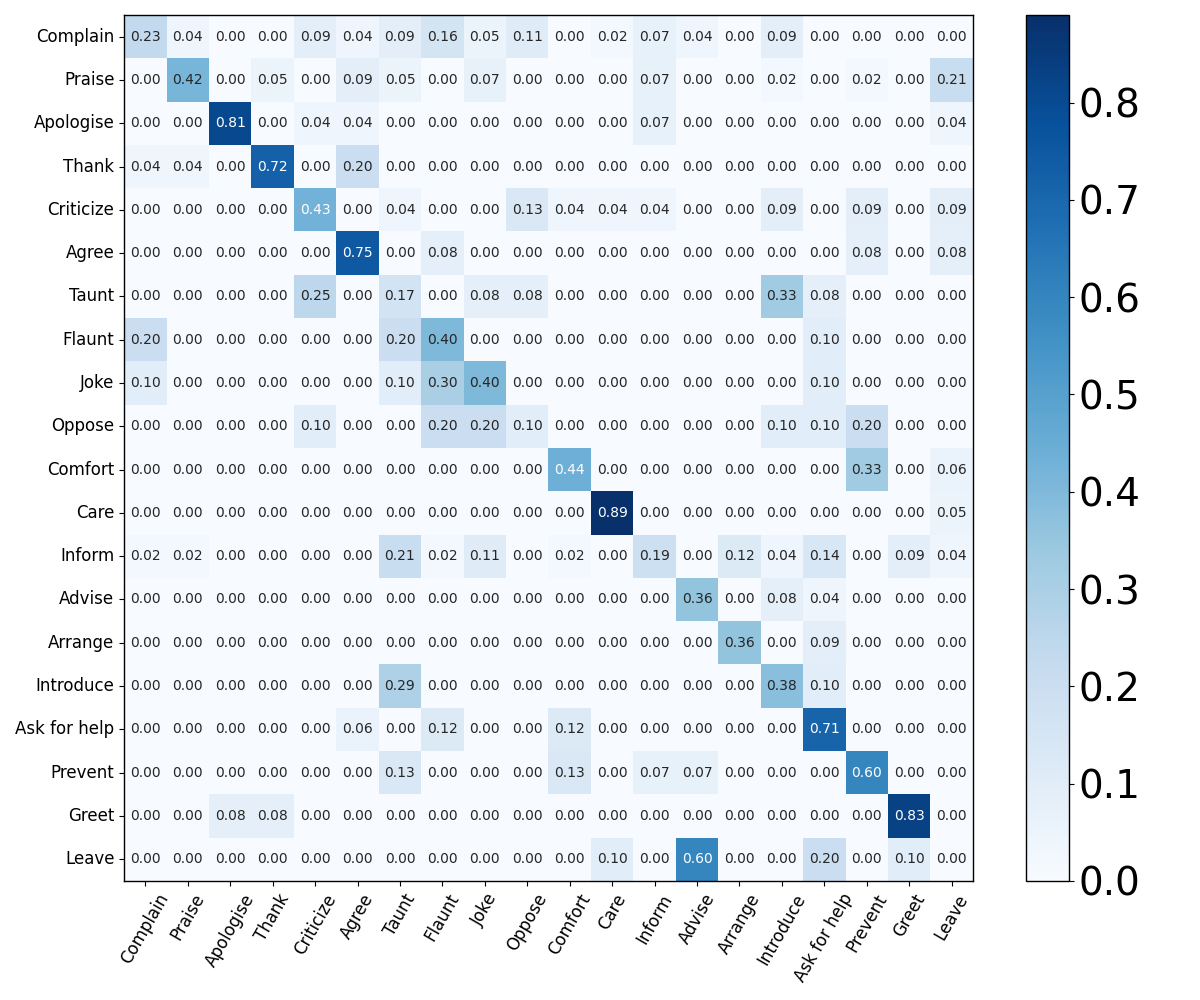 Complain 0.23 0.04 0.00 0.00 0.09 0.04 0.09 0.16 0.05 0.11 0.00 0.02 0.07 0.04 0.00 0.09 0.00 0.00 0.00 0.00
Praise 0.00 0.42 0.00 0.05 0.00 0.09 0.05 0.00 0.07 0.00 0.00 0.00 0.07 0.00 0.00 0.02 0.00 0.02 0.00 0.21
Apologise 0.00 0.00 0.81 0.00 0.04 0.04 0.00 0.00 0.00 0.00 0.00 0.00 0.07 0.00 0.00 0.00 0.00 0.00 0.00 0.04
Thank 0.04 0.04 0.00 0.72 0.00 0.20 0.00 0.00 0.00 0.00 0.00 0.00 0.00 0.00 0.00 0.00 0.00 0.00 0.00 0.00
Criticize 0.00 0.00 0.00 0.00 0.43 0.00 0.04 0.00 0.00 0.13 0.04 0.04 0.04 0.00 0.00 0.09 0.00 0.09 0.00 0.09
Agree 0.00 0.00 0.00 0.00 0.00 0.75 0.00 0.08 0.00 0.00 0.00 0.00 0.00 0.00 0.00 0.00 0.00 0.08 0.00 0.08
Taunt 0.00 0.00 0.00 0.00 0.25 0.00 0.17 0.00 0.08 0.08 0.00 0.00 0.00 0.00 0.00 0.33 0.08 0.00 0.00 0.00
Flaunt 0.20 0.00 0.00 0.00 0.00 0.00 0.20 0.40 0.00 0.00 0.00 0.00 0.00 0.00 0.00 0.00 0.10 0.00 0.00 0.00
Joke 0.10 0.00 0.00 0.00 0.00 0.00 0.10 0.30 0.40 0.00 0.00 0.00 0.00 0.00 0.00 0.00 0.10 0.00 0.00 0.00
Oppose 0.00 0.00 0.00 0.00 0.10 0.00 0.00 0.20 0.20 0.10 0.00 0.00 0.00 0.00 0.00 0.10 0.10 0.20 0.00 0.00
Comfort 0.00 0.00 0.00 0.00 0.00 0.00 0.00 0.00 0.00 0.00 0.44 0.00 0.00 0.00 0.00 0.00 0.00 0.33 0.00 0.06
Care 0.00 0.00 0.00 0.00 0.00 0.00 0.00 0.00 0.00 0.00 0.00 0.89 0.00 0.00 0.00 0.00 0.00 0.00 0.00 0.05
Inform 0.02 0.02 0.00 0.00 0.00 0.00 0.21 0.02 0.11 0.00 0.02 0.00 0.19 0.00 0.12 0.04 0.14 0.00 0.09 0.04
Advise 0.00 0.00 0.00 0.00 0.00 0.00 0.00 0.00 0.00 0.00 0.00 0.00 0.00 0.36 0.00 0.08 0.04 0.00 0.00 0.00
Arrange 0.00 0.00 0.00 0.00 0.00 0.00 0.00 0.00 0.00 0.00 0.00 0.00 0.00 0.00 0.36 0.00 0.09 0.00 0.00 0.00
Introduce 0.00 0.00 0.00 0.00 0.00 0.00 0.29 0.00 0.00 0.00 0.00 0.00 0.00 0.00 0.00 0.38 0.10 0.00 0.00 0.00
Ask for help 0.00 0.00 0.00 0.00 0.00 0.06 0.00 0.12 0.00 0.00 0.12 0.00 0.00 0.00 0.00 0.00 0.71 0.00 0.00 0.00
Prevent 0.00 0.00 0.00 0.00 0.00 0.00 0.13 0.00 0.00 0.00 0.13 0.00 0.07 0.07 0.00 0.00 0.00 0.60 0.00 0.00
Greet 0.00 0.00 0.08 0.08 0.00 0.00 0.00 0.00 0.00 0.00 0.00 0.00 0.00 0.00 0.00 0.00 0.00 0.00 0.83 0.00
Leave 0.00 0.00 0.00 0.00 0.00 0.00 0.00 0.00 0.00 0.00 0.00 0.10 0.00 0.60 0.00 0.00 0.20 0.00 0.10 0.00
Complain Praise Apologise Thank Criticize Agree Taunt Flaunt Joke Oppose Comfort Care Inform Advise Arrange Introduce Ask for help Prevent Greet Leave
0.8
0.7
0.6
0.5
0.4
0.3
0.2
0.1
0.0